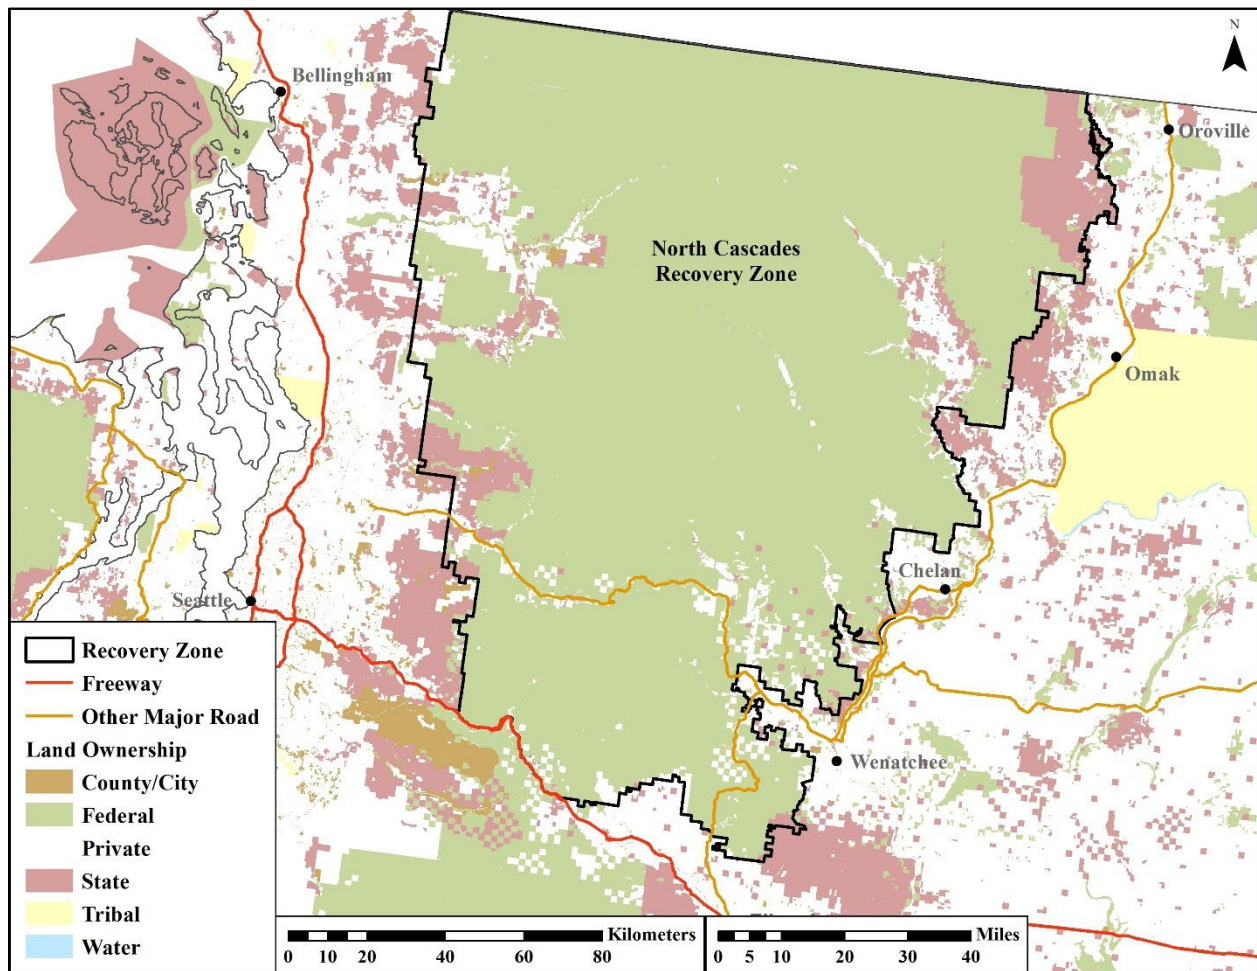 N
Bellingham
Oroville
North Cascades
Recovery Zone
Omak
Chelan
Seattle
Wenatchee
Recovery Zone
Freeway
Other Major Road
Land Ownership
County/City
Federal
Private
State
Tribal
Water
Kilometers
0 5 10 20 40 60 80
Miles
0 5 10 20 30 40